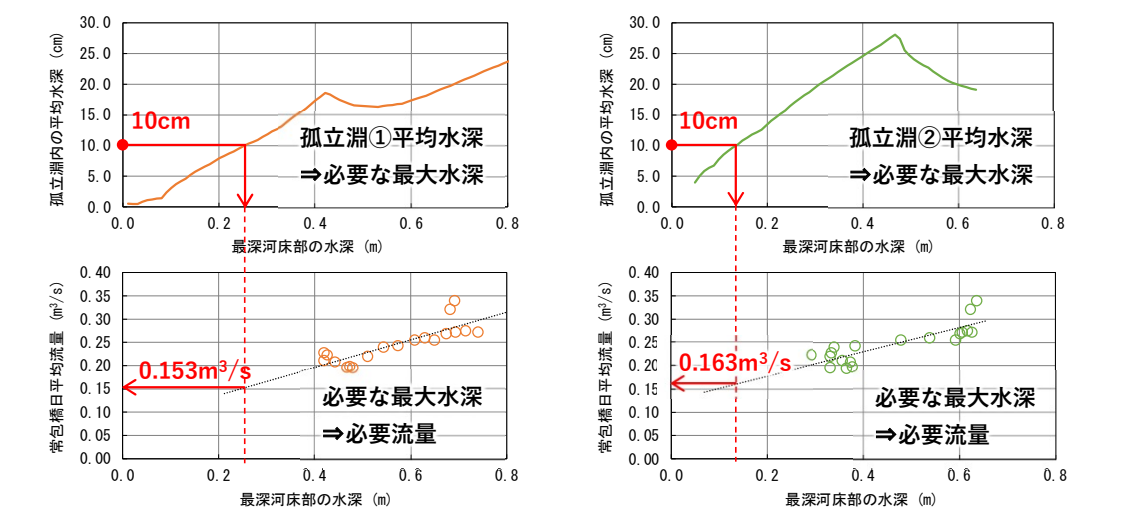 孤立淵内の平均水深 (cm)
30.0
25.0
20.0
15.0
10.0
5.0
0.0
10cm
孤立淵①平均水深
⇒必要な最大水深
0.0 0.2 0.4 0.6 0.8
最深河床部の水深 (m)
孤立淵内の平均水深 (cm)
30.0
25.0
20.0
15.0
10.0
5.0
0.0
10cm
孤立淵②平均水深
⇒必要な最大水深
0.0 0.2 0.4 0.6 0.8
最深河床部の水深 (m)
常包橋日平均流量 (m³/s)
0.40
0.35
0.30
0.25
0.20
0.15
0.10
0.05
0.00
0.153m³/s
必要な最大水深
⇒必要流量
0.0 0.2 0.4 0.6 0.8
最深河床部の水深 (m)
常包橋日平均流量 (m³/s)
0.40
0.35
0.30
0.25
0.20
0.15
0.10
0.05
0.00
0.163m³/s
必要な最大水深
⇒必要流量
0.0 0.2 0.4 0.6 0.8
最深河床部の水深 (m)